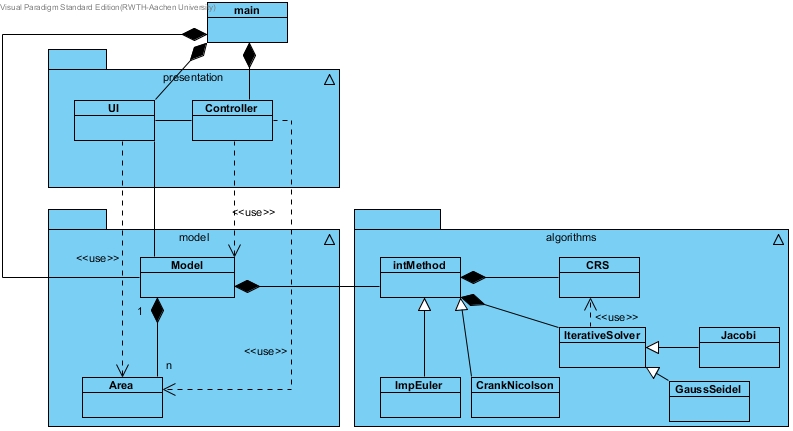 Visual Paradigm Standard Edition(RWTH-Aachen University)
main
presentation
UI
Controller
<<use>>
model
algorithms
<<use>>
Model
intMethod
CRS
1
<<use>>
IterativeSolver
Jacobi
<<use>>
n
Area
ImpEuler
CrankNicolson
GaussSeidel